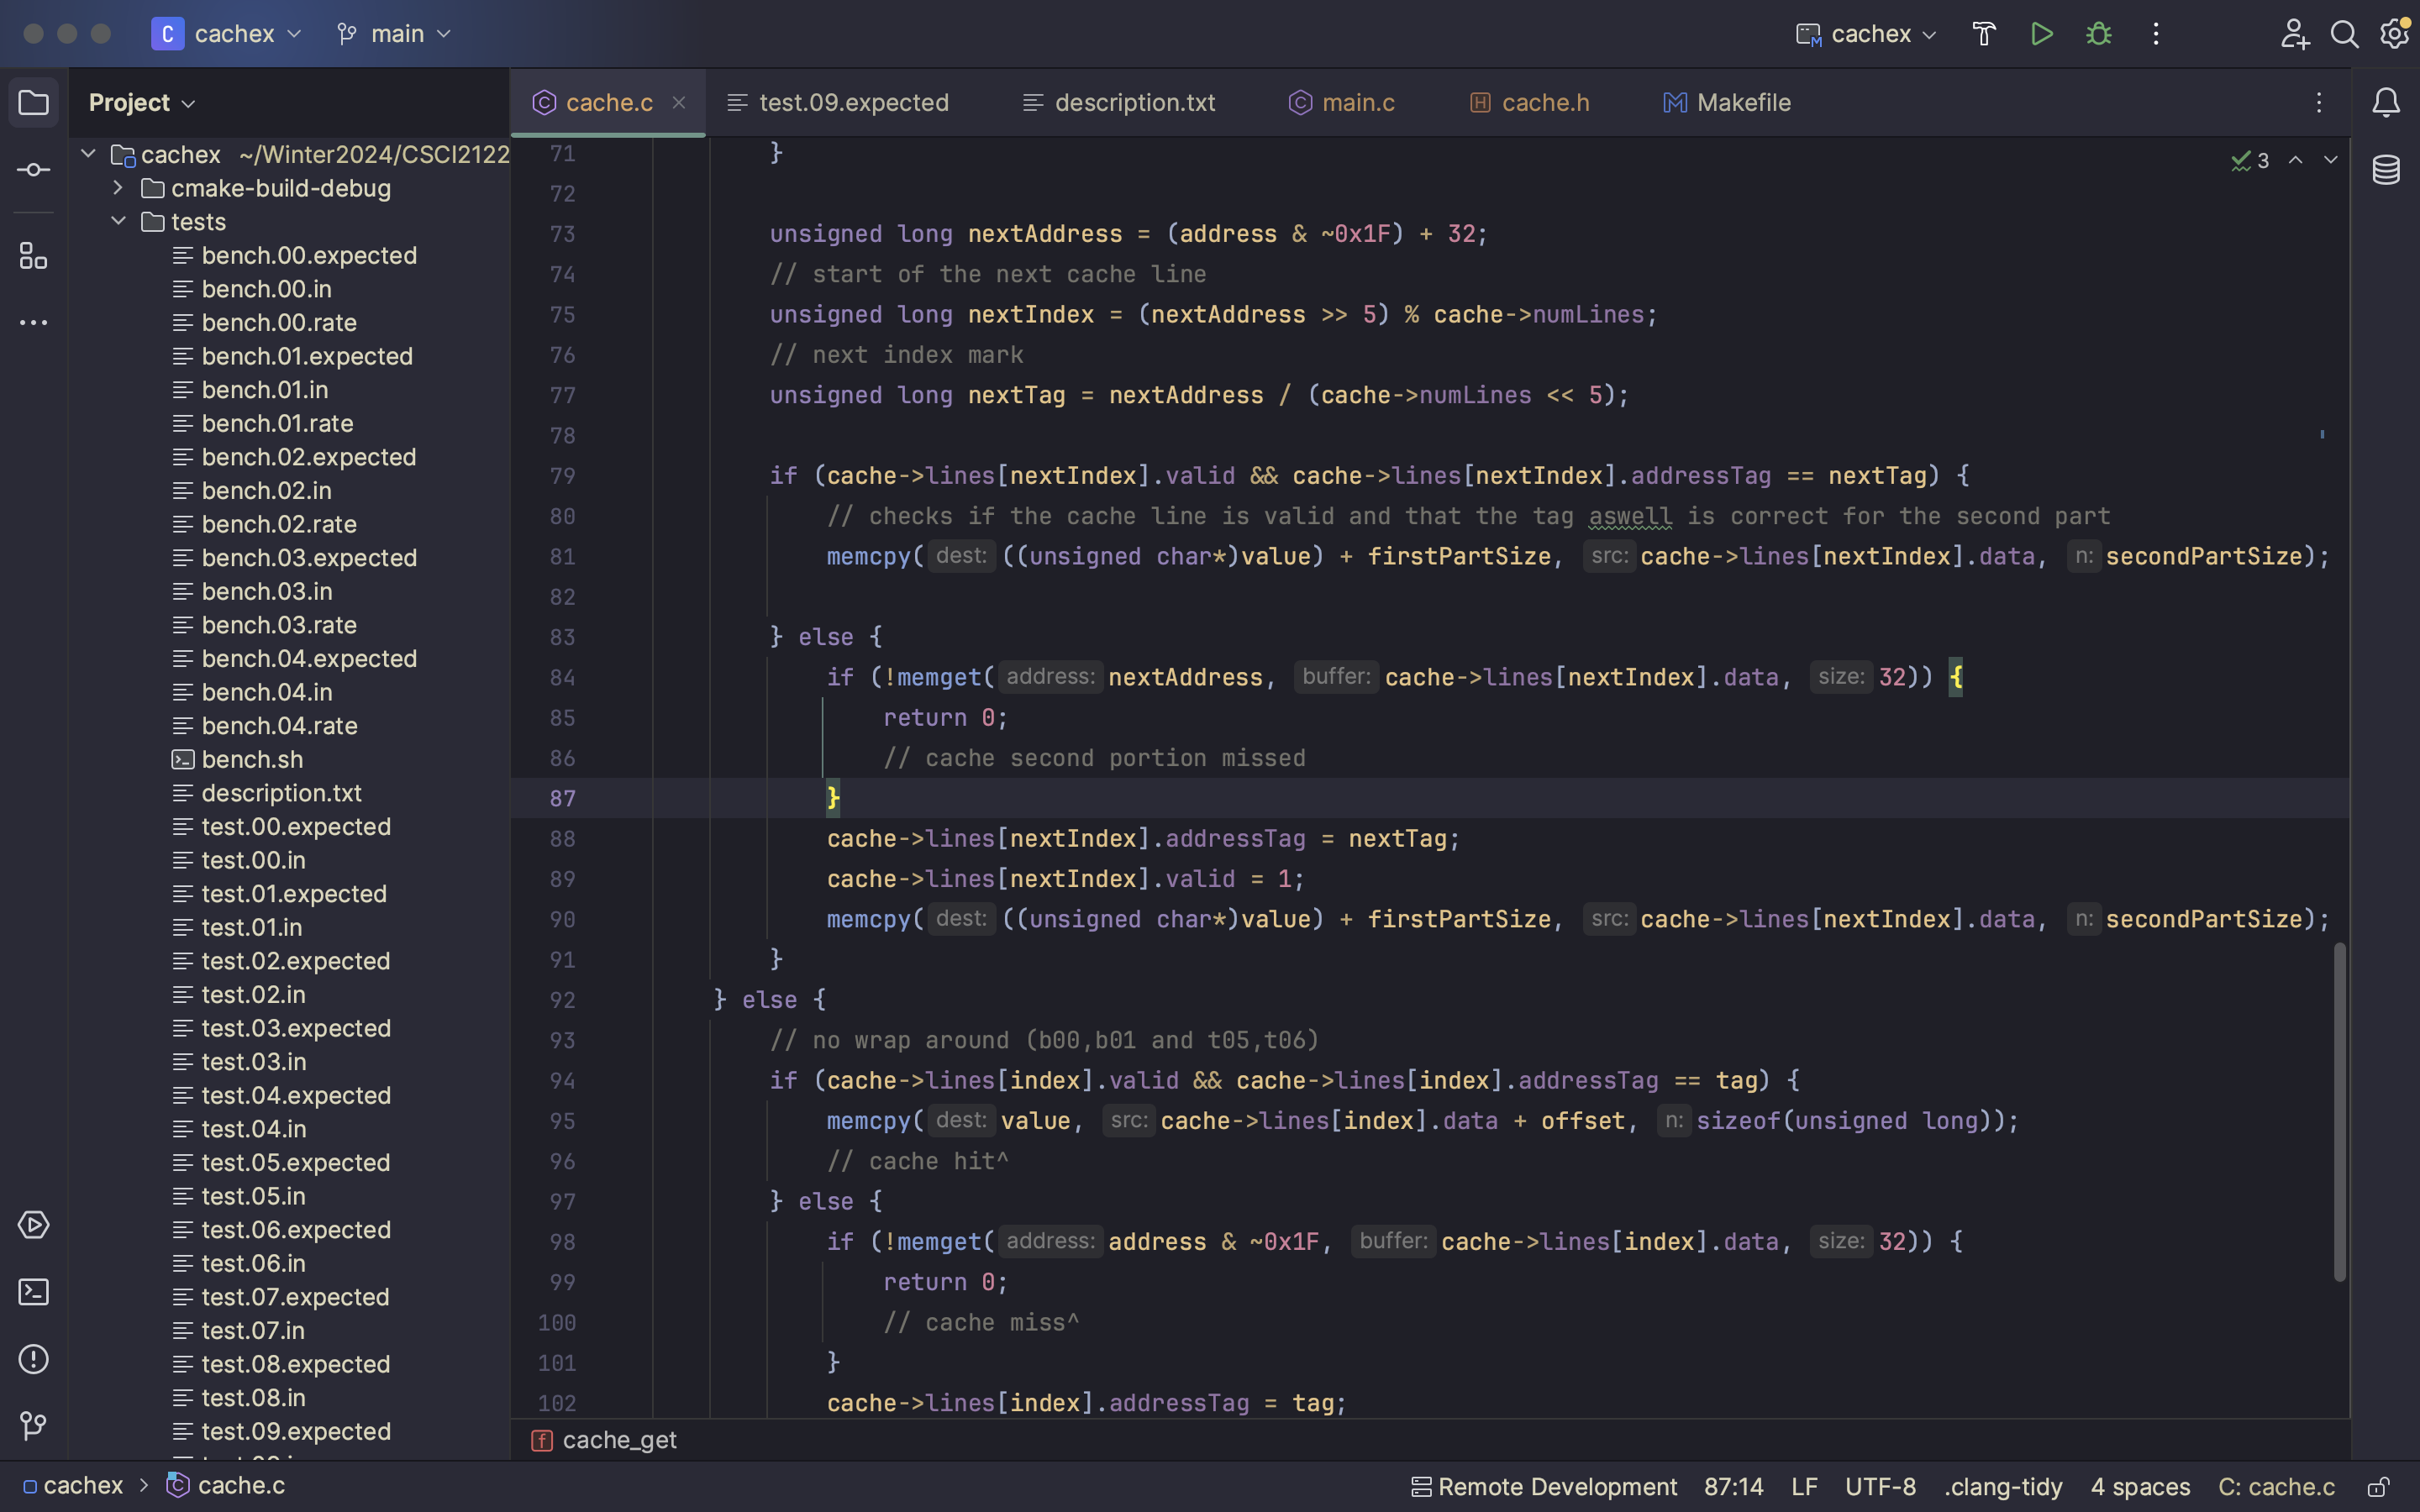 C cachex main cachex
Project
cache.c test.09.expected description.txt main.c cache.h Makefile
cachex ~/Winter2024/CSCI2122
cmake-build-debug
tests
bench.00.expected
bench.00.in
bench.00.rate
bench.01.expected
bench.01.in
bench.01.rate
bench.02.expected
bench.02.in
bench.02.rate
bench.03.expected
bench.03.in
bench.03.rate
bench.04.expected
bench.04.in
bench.04.rate
bench.sh
description.txt
test.00.expected
test.00.in
test.01.expected
test.01.in
test.02.expected
test.02.in
test.03.expected
test.03.in
test.04.expected
test.04.in
test.05.expected
test.05.in
test.06.expected
test.06.in
test.07.expected
test.07.in
test.08.expected
test.08.in
test.09.expected
3
71 }
72
73 unsigned long nextAddress = (address & ~0x1F) + 32;
74 // start of the next cache line
75 unsigned long nextIndex = (nextAddress >> 5) % cache->numLines;
76 // next index mark
77 unsigned long nextTag = nextAddress / (cache->numLines << 5);
78
79 if (cache->lines[nextIndex].valid && cache->lines[nextIndex].addressTag == nextTag) {
80 // checks if the cache line is valid and that the tag aswell is correct for the second part
81 memcpy( dest: ((unsigned char*)value) + firstPartSize, src: cache->lines[nextIndex].data, n: secondPartSize);
82
83 } else {
84 if (!memget( address: nextAddress, buffer: cache->lines[nextIndex].data, size: 32)) {
85 return 0;
86 // cache second portion missed
87 }
88 cache->lines[nextIndex].addressTag = nextTag;
89 cache->lines[nextIndex].valid = 1;
90 memcpy( dest: ((unsigned char*)value) + firstPartSize, src: cache->lines[nextIndex].data, n: secondPartSize);
91 }
92 } else {
93 // no wrap around (b00,b01 and t05,t06)
94 if (cache->lines[index].valid && cache->lines[index].addressTag == tag) {
95 memcpy( dest: value, src: cache->lines[index].data + offset, n: sizeof(unsigned long));
96 // cache hit^
97 } else {
98 if (!memget( address: address & ~0x1F, buffer: cache->lines[index].data, size: 32)) {
99 return 0;
100 // cache miss^
101 }
102 cache->lines[index].addressTag = tag;
f cache_get
cachex > cache.c Remote Development 87:14 LF UTF-8 .clang-tidy 4 spaces C: cache.c